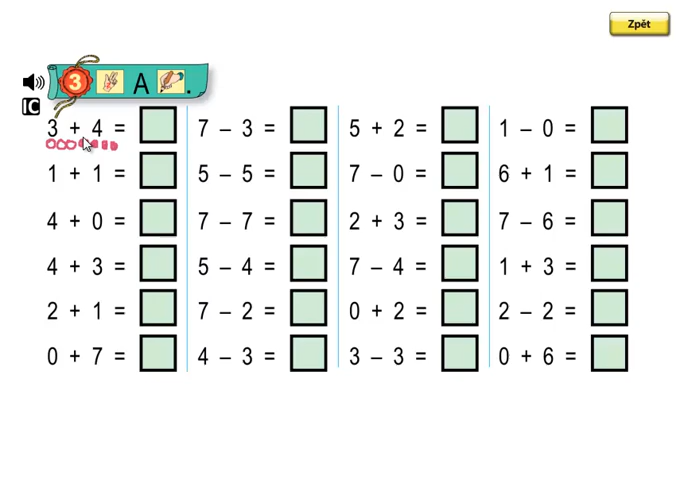 Zpět
3 A .
IC
3 + 4 = 7 – 3 = 5 + 2 = 1 – 0 =
1 + 1 = 5 – 5 = 7 – 0 = 6 + 1 =
4 + 0 = 7 – 7 = 2 + 3 = 7 – 6 =
4 + 3 = 5 – 4 = 7 – 4 = 1 + 3 =
2 + 1 = 7 – 2 = 0 + 2 = 2 – 2 =
0 + 7 = 4 – 3 = 3 – 3 = 0 + 6 =